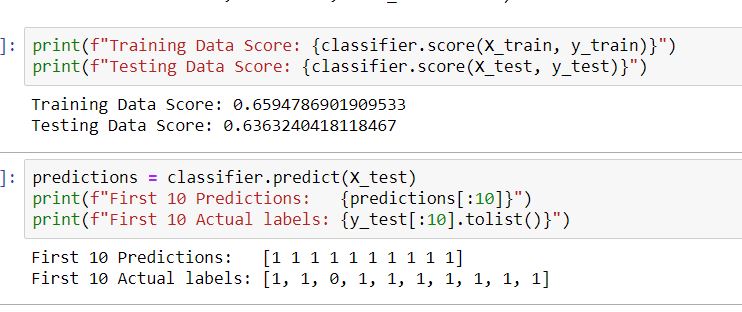 ]: print(f"Training Data Score: {classifier.score(X_train, y_train)}")
print(f"Testing Data Score: {classifier.score(X_test, y_test)}")
Training Data Score: 0.6594786901909533
Testing Data Score: 0.6363240418118467
]: predictions = classifier.predict(X_test)
print(f"First 10 Predictions:   {predictions[:10]}")
print(f"First 10 Actual labels: {y_test[:10].tolist()}")
First 10 Predictions:   [1 1 1 1 1 1 1 1 1 1]
First 10 Actual labels: [1, 1, 0, 1, 1, 1, 1, 1, 1, 1]